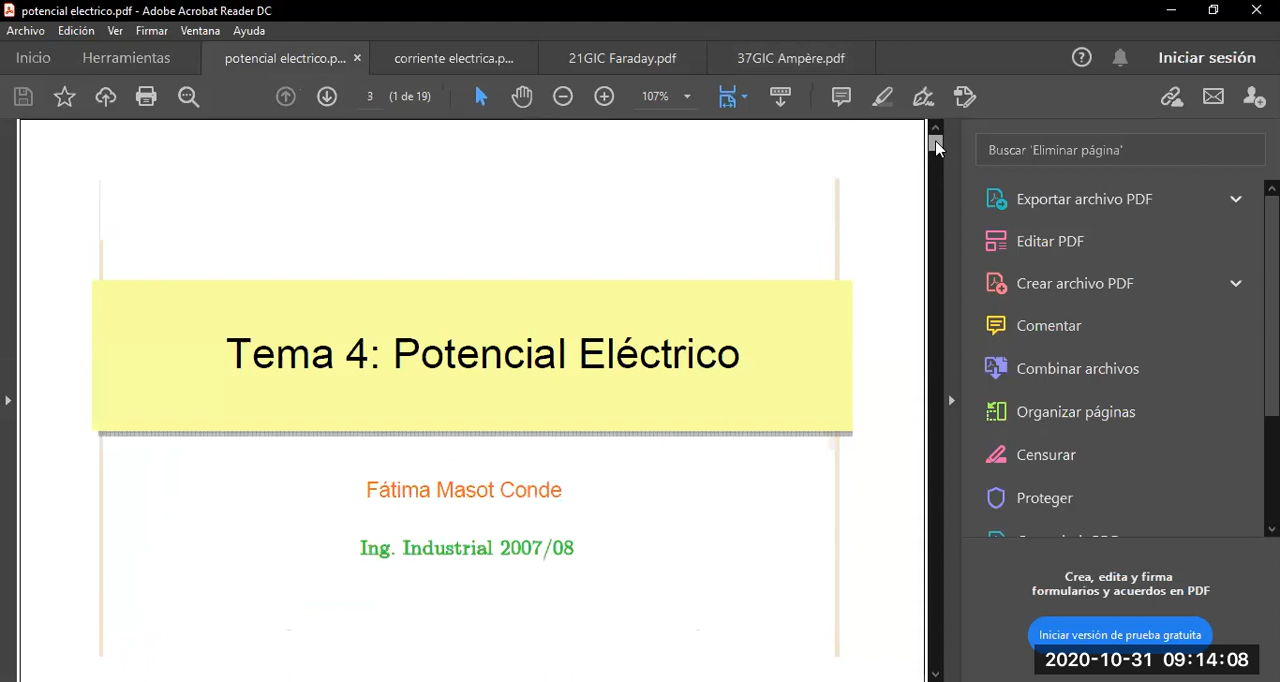 potencial electrico.pdf - Adobe Acrobat Reader DC
Archivo Edición Ver Firmar Ventana Ayuda
Inicio Herramientas potencial electrico.p... × corriente electrica.p... 21GIC Faraday.pdf 37GIC Ampère.pdf Iniciar sesión
3 (1 de 19) 107%
Buscar 'Eliminar página'
Exportar archivo PDF
Editar PDF
Crear archivo PDF
Comentar
Combinar archivos
Organizar páginas
Censurar
Proteger
Tema 4: Potencial Eléctrico
Fátima Masot Conde
Ing. Industrial 2007/08
Crea, edita y firma
formularios y acuerdos en PDF
Iniciar versión de prueba gratuita
2020-10-31 09:14:08